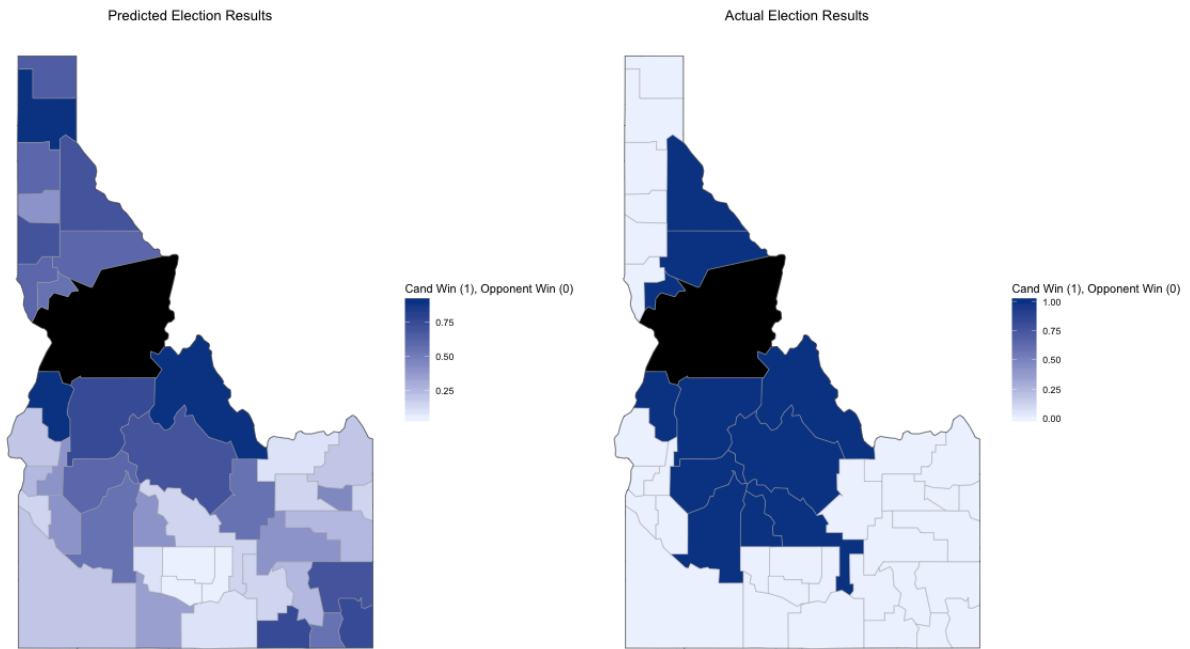 Predicted Election Results
Actual Election Results
Cand Win (1), Opponent Win (0)
0.75
0.50
0.25
Cand Win (1), Opponent Win (0)
1.00
0.75
0.50
0.25
0.00